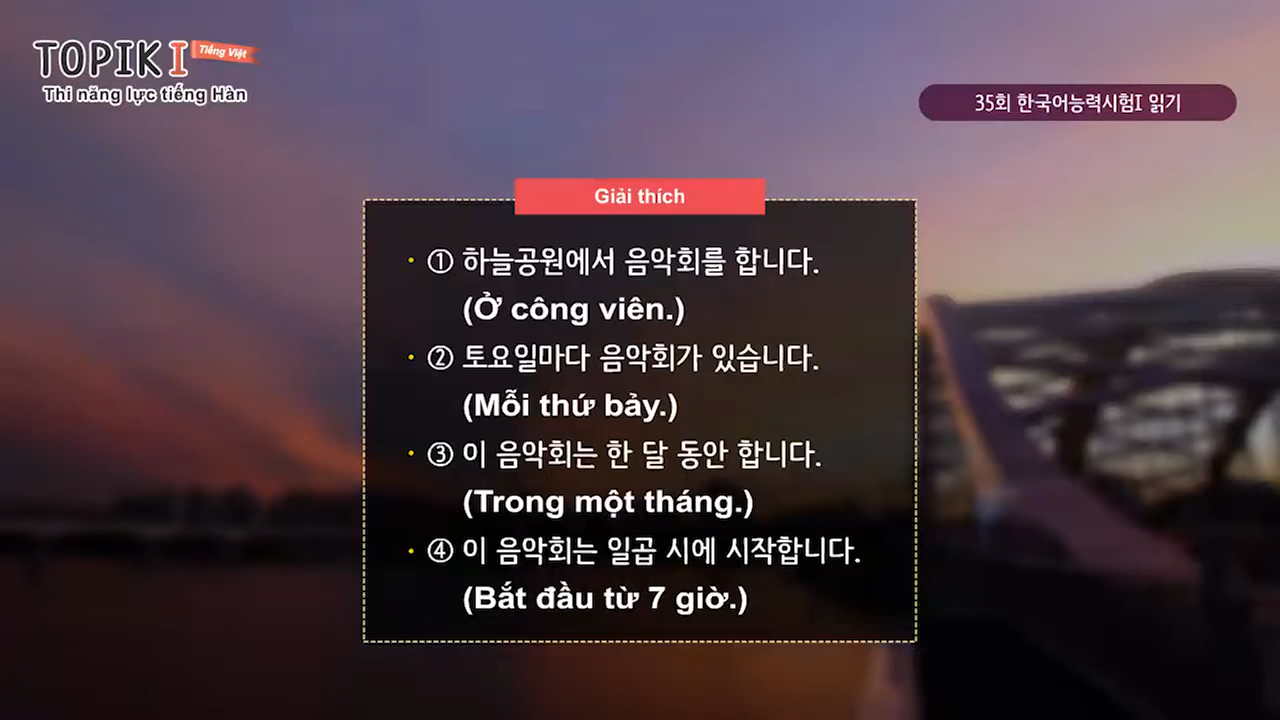 TOPIK I Tiếng Việt
Thi năng lực tiếng Hàn
35회 한국어능력시험I 읽기
Giải thích
• ① 하늘공원에서 음악회를 합니다.
(Ở công viên.)
• ② 토요일마다 음악회가 있습니다.
(Mỗi thứ bảy.)
• ③ 이 음악회는 한 달 동안 합니다.
(Trong một tháng.)
• ④ 이 음악회는 일곱 시에 시작합니다.
(Bắt đầu từ 7 giờ.)